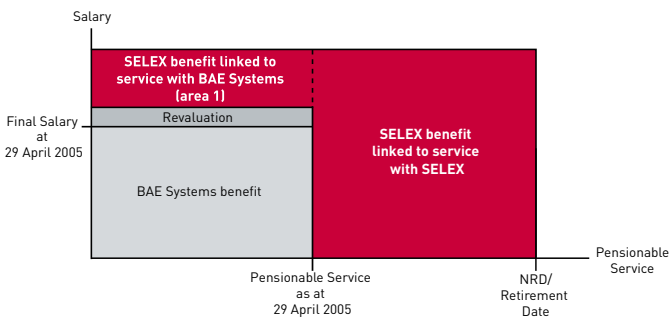 Salary
SELEX benefit linked to
service with BAE Systems
(area 1)
Revaluation
Final Salary
at
29 April 2005
BAE Systems benefit
SELEX benefit
linked to service
with SELEX
Pensionable
Service
Pensionable Service
as at
29 April 2005
NRD/
Retirement
Date